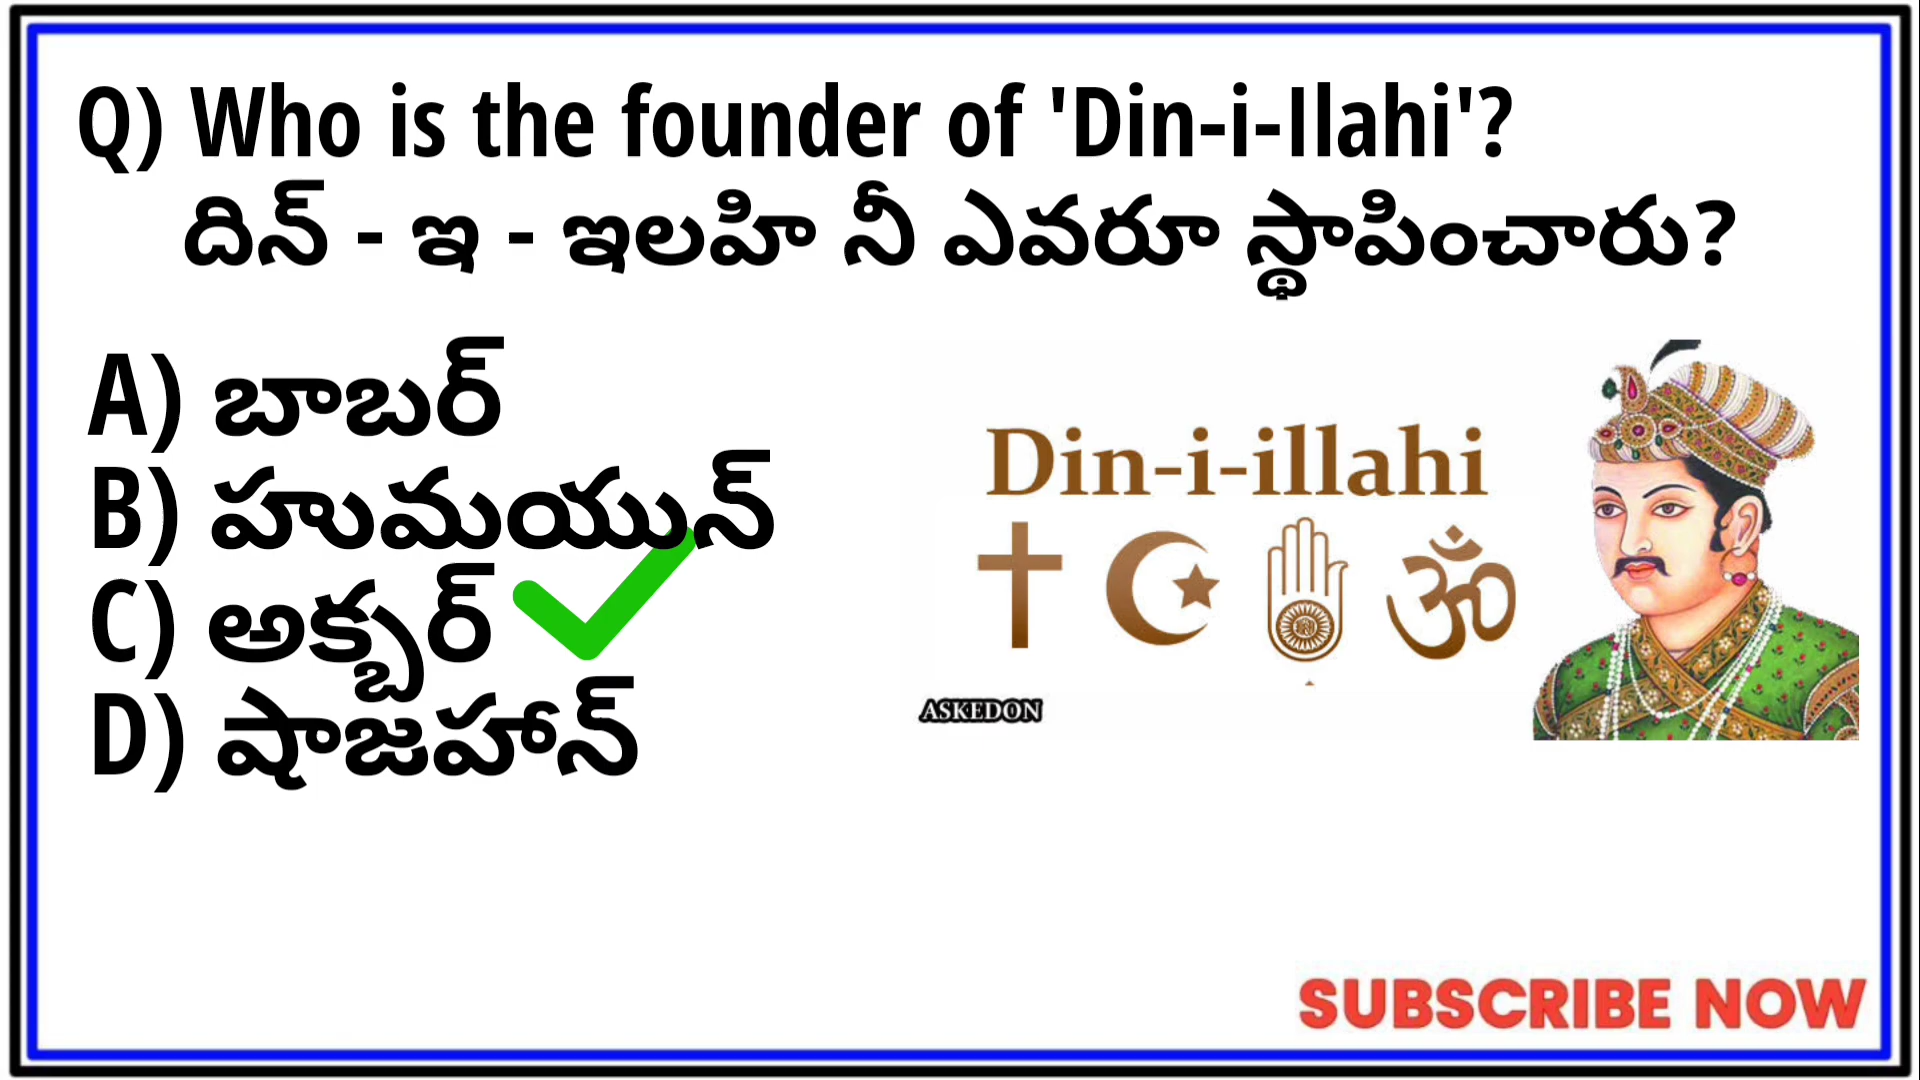 Q) Who is the founder of 'Din-i-Ilahi'?
దిన్ - ఇ - ఇలహి నీ ఎవరూ స్థాపించారు?
A) బాబర్
B) హుమయున్
C) అక్బర్
D) షాజహాన్
Din-i-illahi
ASKEDON
SUBSCRIBE NOW